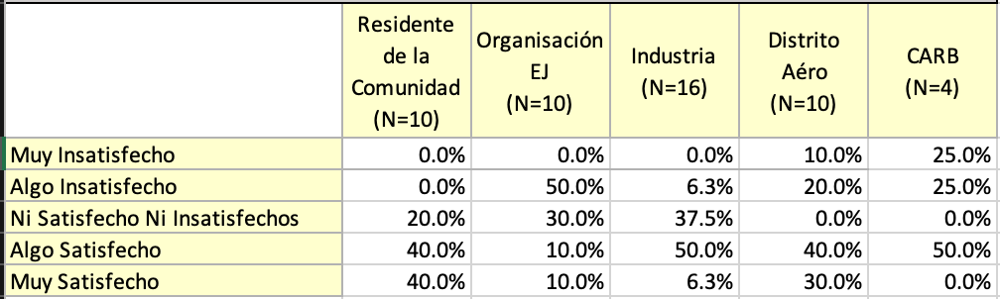 Residente de la Comunidad (N=10) Organisación EJ (N=10) Industria (N=16) Distrito Aéro (N=10) CARB (N=4)
Muy Insatisfecho 0.0% 0.0% 0.0% 10.0% 25.0%
Algo Insatisfecho 0.0% 50.0% 6.3% 20.0% 25.0%
Ni Satisfecho Ni Insatisfechos 20.0% 30.0% 37.5% 0.0% 0.0%
Algo Satisfecho 40.0% 10.0% 50.0% 40.0% 50.0%
Muy Satisfecho 40.0% 10.0% 6.3% 30.0% 0.0%